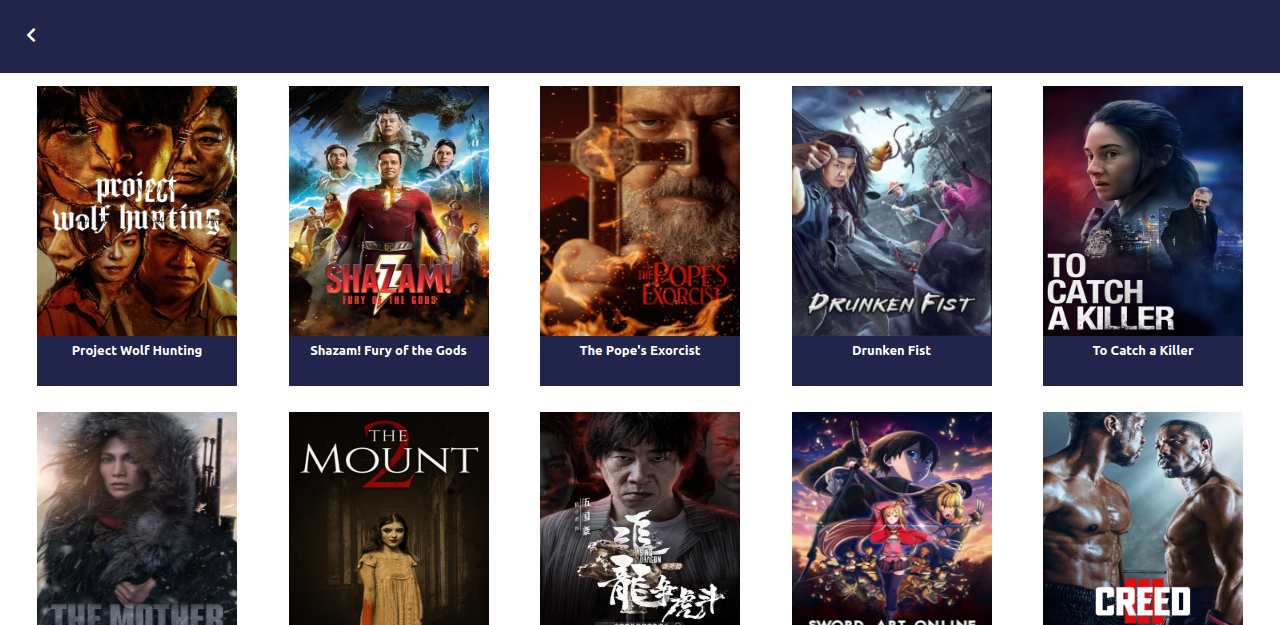 project
wolf hunting
Project Wolf Hunting
SHAZAM!
FURY OF THE GODS
Shazam! Fury of the Gods
THE POPE'S
EXORCIST
The Pope's Exorcist
DRUNKEN FIST
Drunken Fist
TO
CATCH
A KILLER
To Catch a Killer
THE MOTHER
THE
MOUNT
2
追
龍
争
虎斗
SWORD ART ONLINE
CREED
III